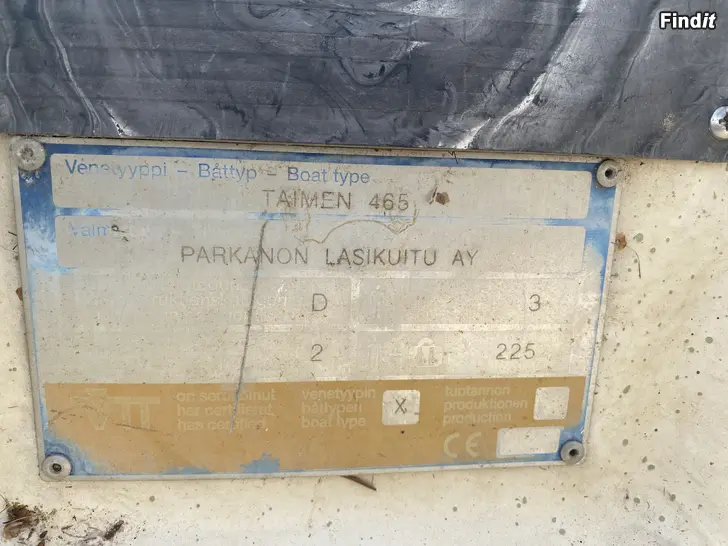 Findit
Venetyyppi – Båttyp – Boat type
TAIMEN 465
Valm
PARKANON LASIKUITU AY
D 3
2 225
VTT on sertifioinut venetyypin X tuotannon
har certifierat båttypen produktionen
has certified boat type production
CE